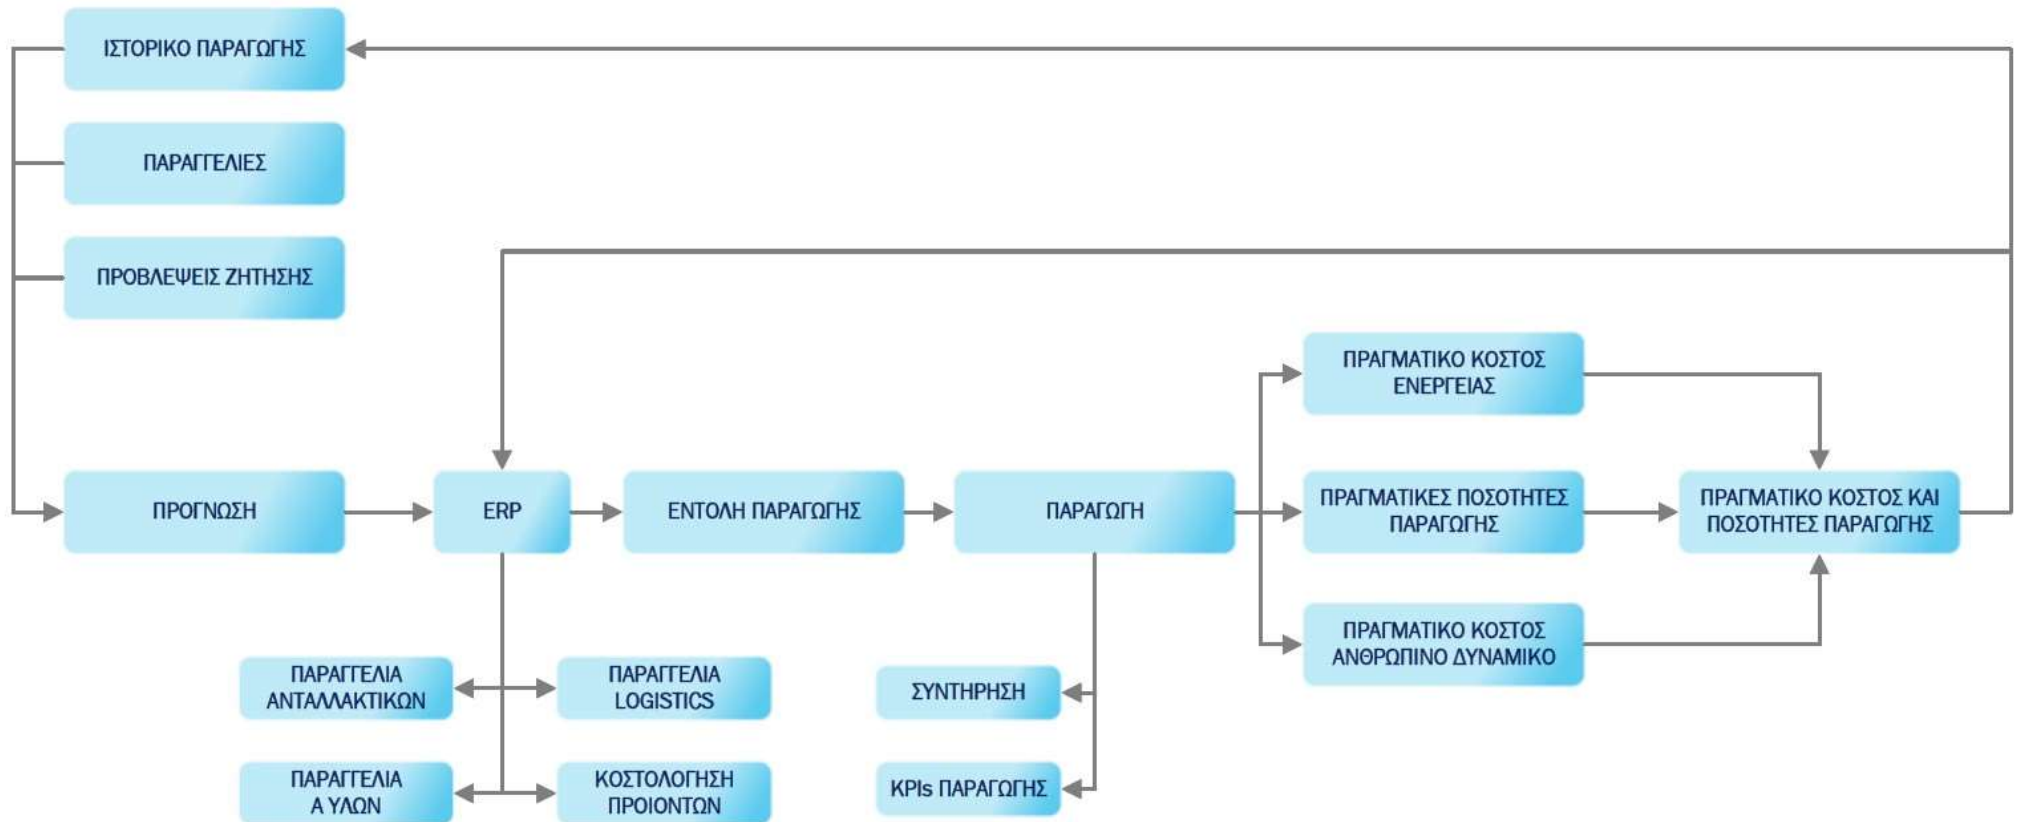 ΙΣΤΟΡΙΚΟ ΠΑΡΑΓΩΓΗΣ
ΠΑΡΑΓΓΕΛΙΕΣ
ΠΡΟΒΛΕΨΕΙΣ ΖΗΤΗΣΗΣ
ΠΡΟΓΝΩΣΗ
ERP
ΕΝΤΟΛΗ ΠΑΡΑΓΩΓΗΣ
ΠΑΡΑΓΩΓΗ
ΠΡΑΓΜΑΤΙΚΟ ΚΟΣΤΟΣ
ΕΝΕΡΓΕΙΑΣ
ΠΡΑΓΜΑΤΙΚΕΣ ΠΟΣΟΤΗΤΕΣ
ΠΑΡΑΓΩΓΗΣ
ΠΡΑΓΜΑΤΙΚΟ ΚΟΣΤΟΣ
ΑΝΘΡΩΠΙΝΟ ΔΥΝΑΜΙΚΟ
ΠΡΑΓΜΑΤΙΚΟ ΚΟΣΤΟΣ ΚΑΙ
ΠΟΣΟΤΗΤΕΣ ΠΑΡΑΓΩΓΗΣ
ΠΑΡΑΓΓΕΛΙΑ
ΑΝΤΑΛΛΑΚΤΙΚΩΝ
ΠΑΡΑΓΓΕΛΙΑ
LOGISTICS
ΠΑΡΑΓΓΕΛΙΑ
Α ΥΛΩΝ
ΚΟΣΤΟΛΟΓΗΣΗ
ΠΡΟΙΟΝΤΩΝ
ΣΥΝΤΗΡΗΣΗ
KPIs ΠΑΡΑΓΩΓΗΣ